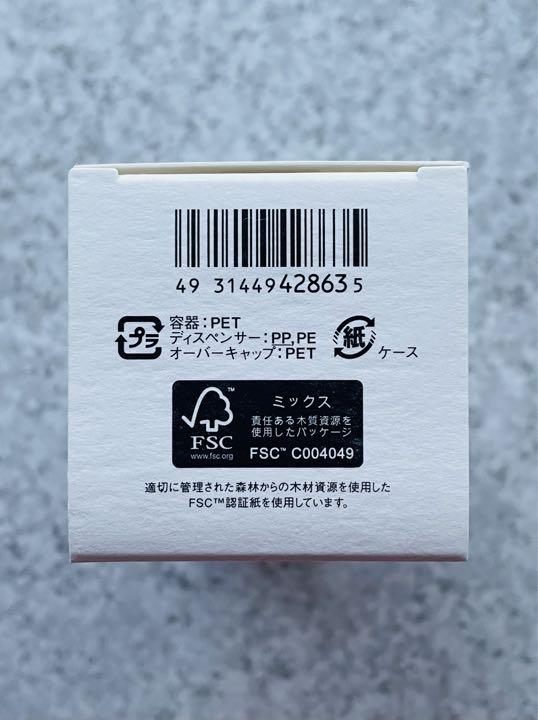 49 31449 42863 5
プラ
容器：PET
ディスペンサー：PP,PE
オーバーキャップ：PET
紙
ケース
FSC™
www.fsc.org
ミックス
責任ある木質資源を
使用したパッケージ
FSC™ C004049
適切に管理された森林からの木材資源を使用した
FSC™認証紙を使用しています。